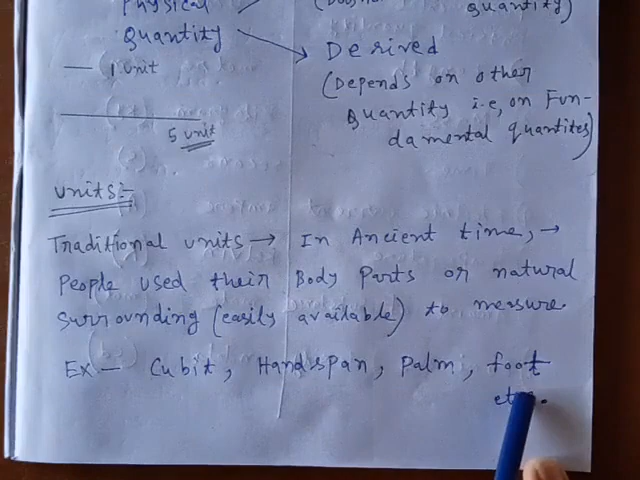 Physical
quantity
quantity)
Derived
1 unit
(Depends on other
quantity i.e, on Fun-
damental quantites)
5 unit
units:-
Traditional units → In Ancient time, →
People used their Body Parts or natural
surrounding (easily available) to measure
Ex - Cubit, Handspan, Palm, foot
etc.